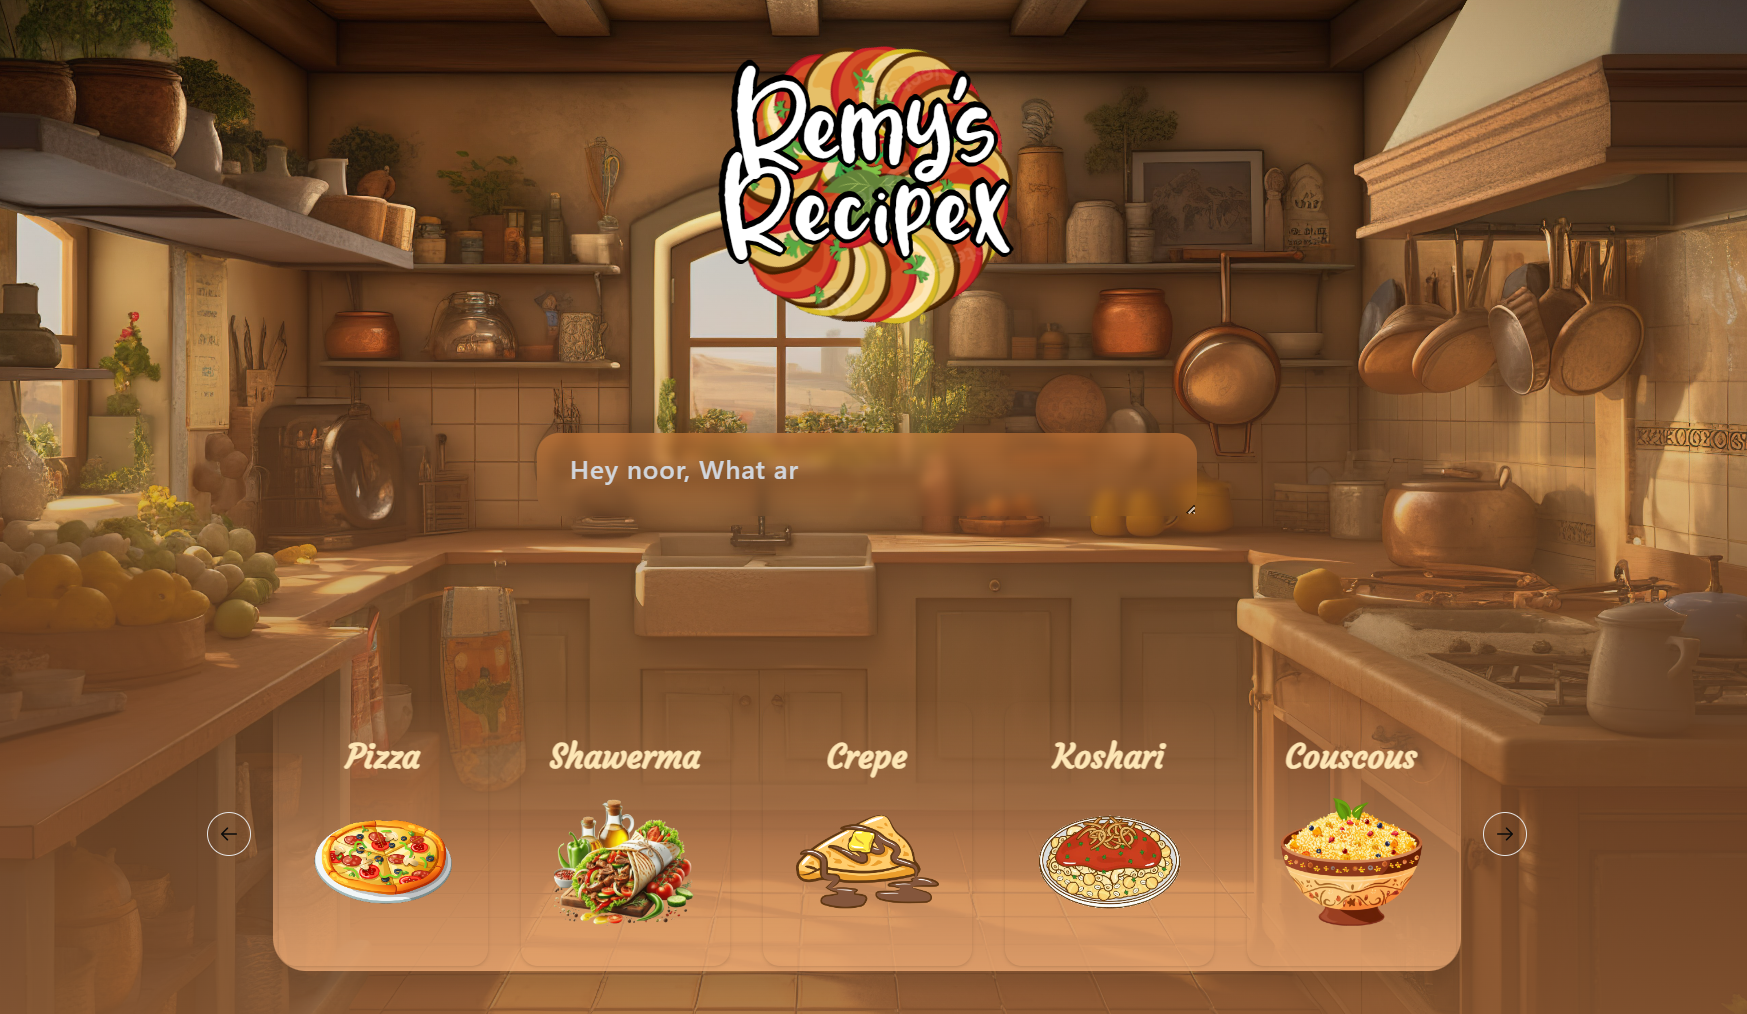 Remy's
Recipex
Hey noor, What ar
Pizza
Shawerma
Crepe
Koshari
Couscous